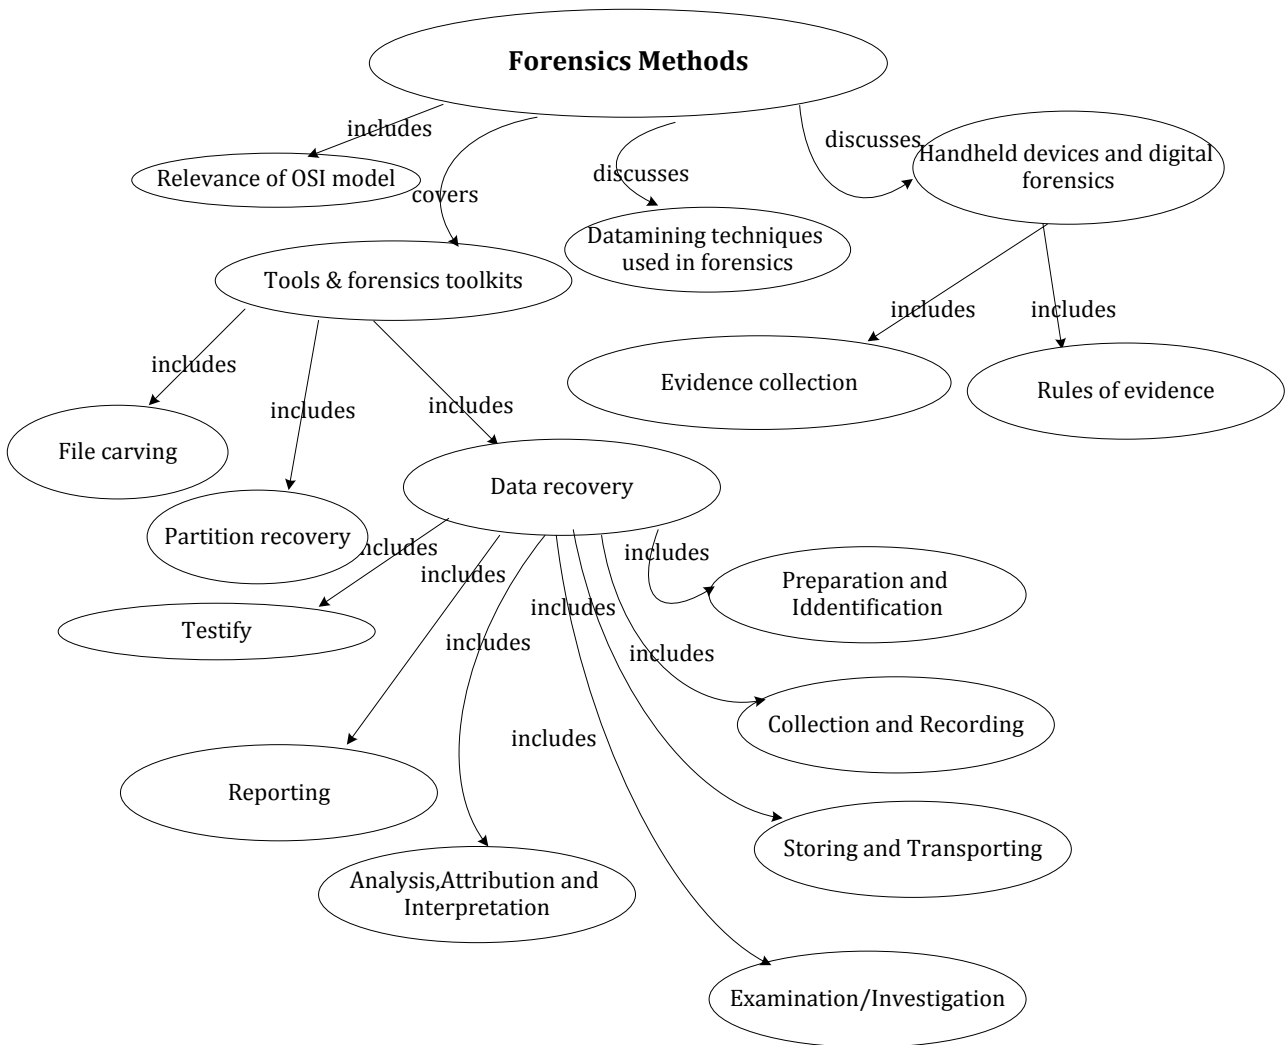 Forensics Methods
includes
discusses
Handheld devices and digital
forensics
Relevance of OSI model
covers
discusses
Datamining techniques
used in forensics
Tools & forensics toolkits
includes
includes
includes
includes
includes
Evidence collection
Rules of evidence
File carving
Data recovery
Partition recovery
includes
includes
includes
Preparation and
Iddentification
includes
Testify
includes
includes
Collection and Recording
includes
Reporting
Storing and Transporting
Analysis,Attribution and
Interpretation
Examination/Investigation